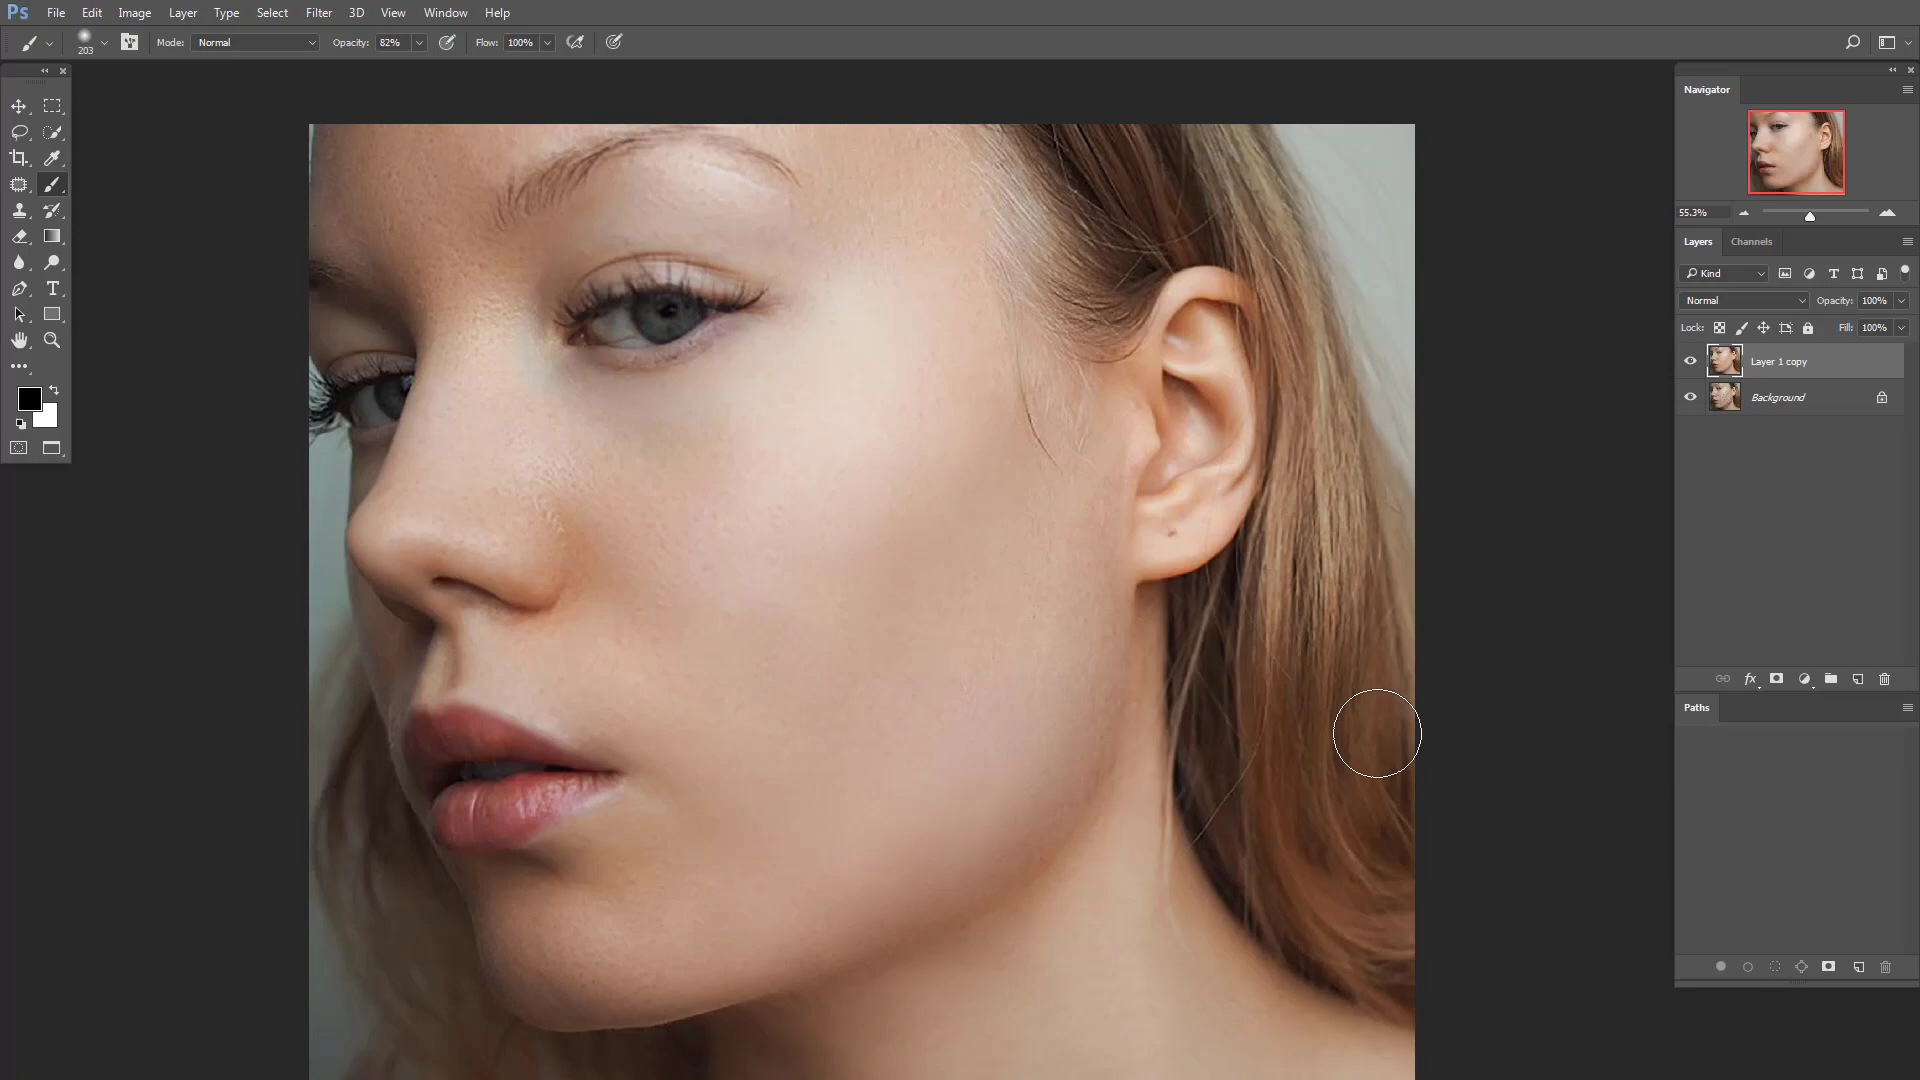 Ps File Edit Image Layer Type Select Filter 3D View Window Help
203 Mode: Normal Opacity: 82% Flow: 100%
Navigator
55.3%
Layers Channels
Kind
Normal Opacity: 100%
Lock: Fill: 100%
Layer 1 copy
Background
fx
Paths